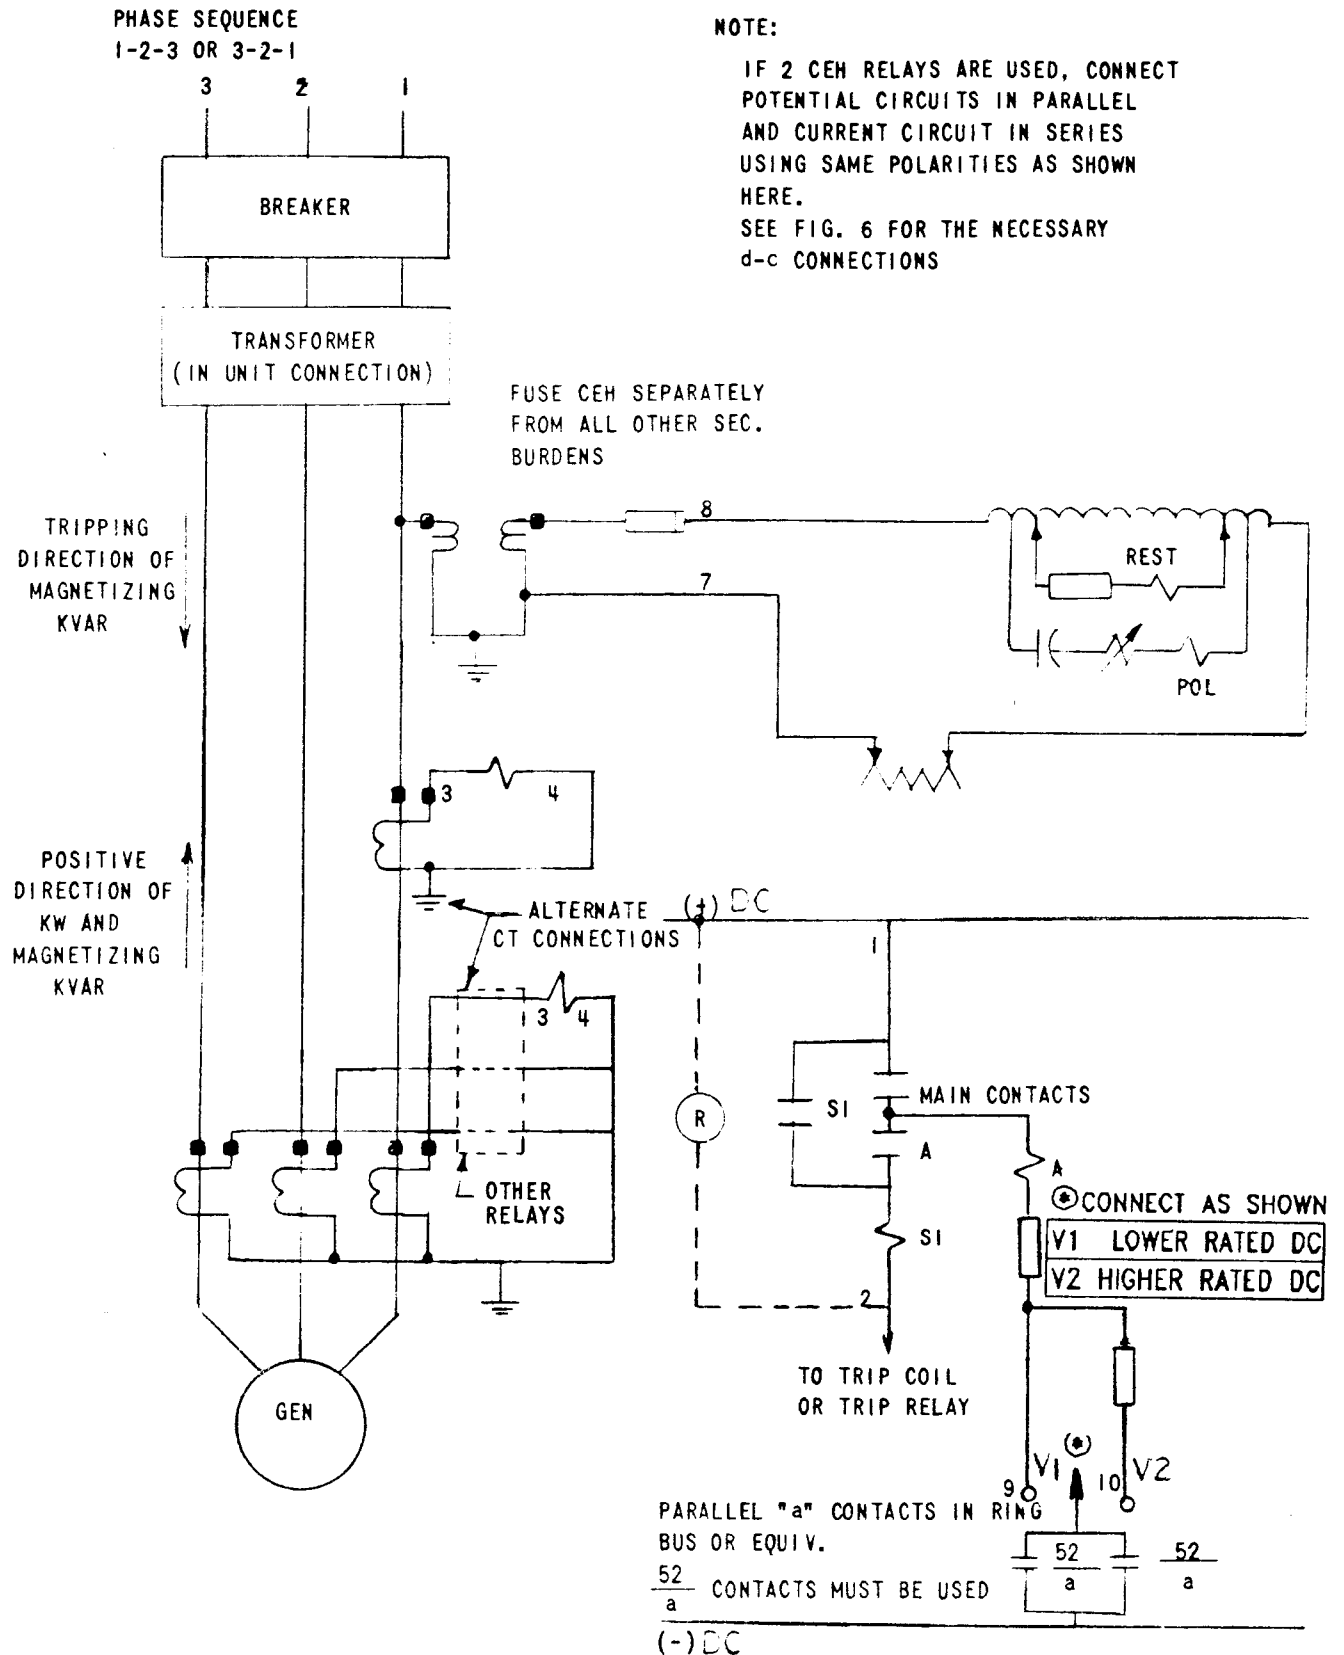 PHASE SEQUENCE
1-2-3 OR 3-2-1
3 2 1
BREAKER
TRANSFORMER
(IN UNIT CONNECTION)
NOTE:
IF 2 CEH RELAYS ARE USED, CONNECT
POTENTIAL CIRCUITS IN PARALLEL
AND CURRENT CIRCUIT IN SERIES
USING SAME POLARITIES AS SHOWN
HERE.
SEE FIG. 6 FOR THE NECESSARY
d-c CONNECTIONS
FUSE CEH SEPARATELY
FROM ALL OTHER SEC.
BURDENS
TRIPPING
DIRECTION OF
MAGNETIZING
KVAR
8
7
REST
POL
3 4
POSITIVE
DIRECTION OF
KW AND
MAGNETIZING
KVAR
ALTERNATE
CT CONNECTIONS
3 4
OTHER
RELAYS
GEN
(+) DC
1
R
SI
MAIN CONTACTS
A
SI
2
TO TRIP COIL
OR TRIP RELAY
A
(*) CONNECT AS SHOWN
V1 LOWER RATED DC
V2 HIGHER RATED DC
(*)
9 V1 10 V2
PARALLEL "a" CONTACTS IN RING
BUS OR EQUIV.
52
a
CONTACTS MUST BE USED
52
a
52
a
(-) DC